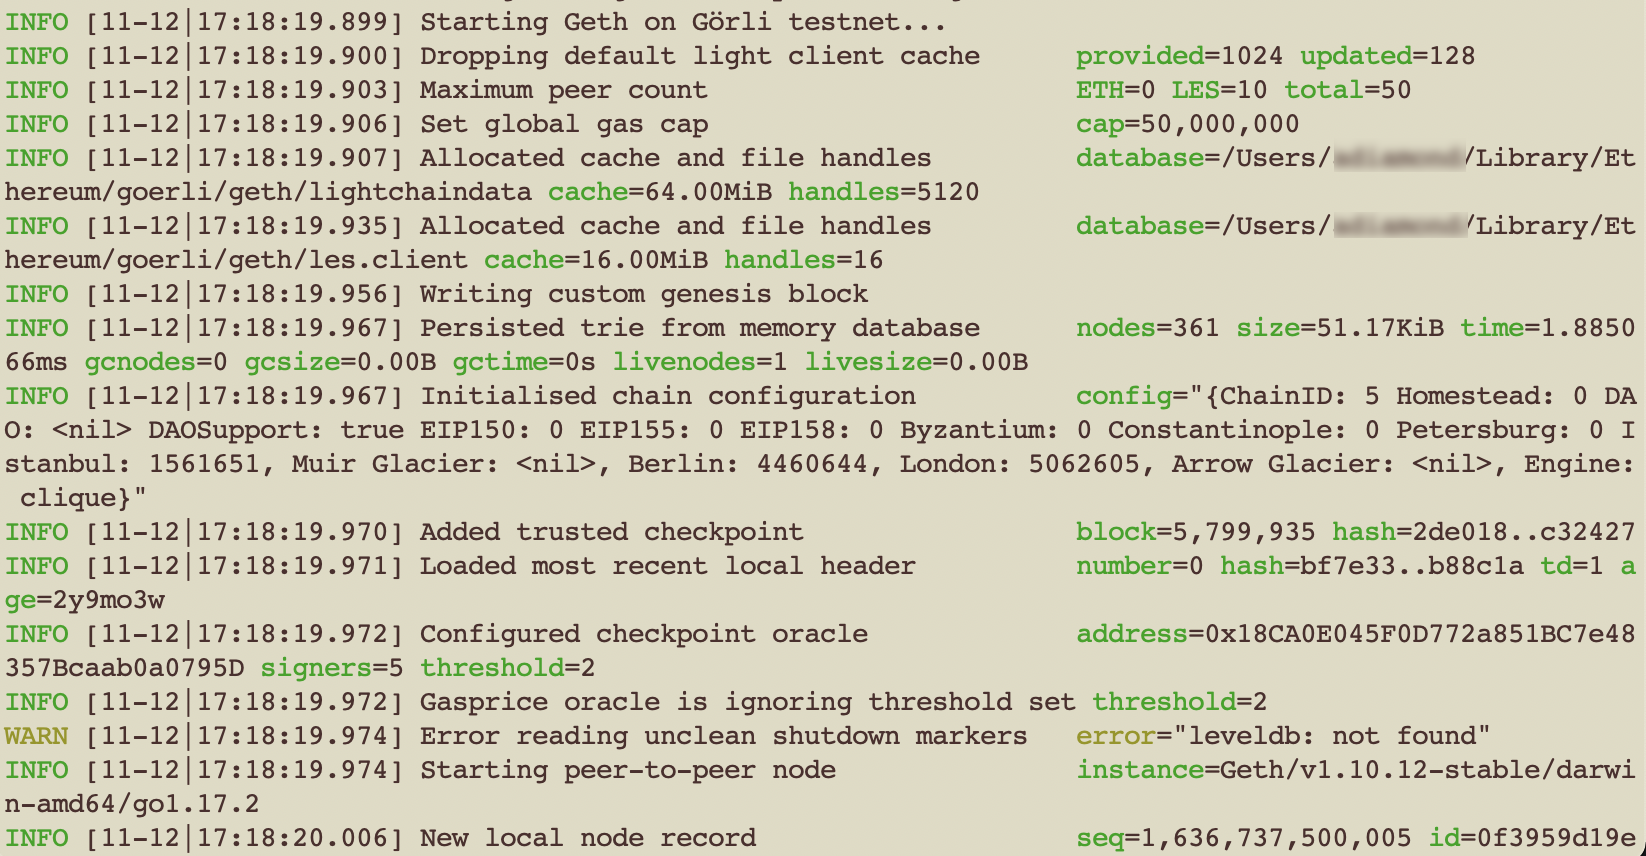 INFO [11-12|17:18:19.899] Starting Geth on Görli testnet...
INFO [11-12|17:18:19.900] Dropping default light client cache provided=1024 updated=128
INFO [11-12|17:18:19.903] Maximum peer count ETH=0 LES=10 total=50
INFO [11-12|17:18:19.906] Set global gas cap cap=50,000,000
INFO [11-12|17:18:19.907] Allocated cache and file handles database=/Users/ /Library/Et
hereum/goerli/geth/lightchaindata cache=64.00MiB handles=5120
INFO [11-12|17:18:19.935] Allocated cache and file handles database=/Users/ /Library/Et
hereum/goerli/geth/les.client cache=16.00MiB handles=16
INFO [11-12|17:18:19.956] Writing custom genesis block
INFO [11-12|17:18:19.967] Persisted trie from memory database nodes=361 size=51.17KiB time=1.8850
66ms gcnodes=0 gcsize=0.00B gctime=0s livenodes=1 livesize=0.00B
INFO [11-12|17:18:19.967] Initialised chain configuration config="{ChainID: 5 Homestead: 0 DA
O: <nil> DAOSupport: true EIP150: 0 EIP155: 0 EIP158: 0 Byzantium: 0 Constantinople: 0 Petersburg: 0 I
stanbul: 1561651, Muir Glacier: <nil>, Berlin: 4460644, London: 5062605, Arrow Glacier: <nil>, Engine:
clique}"
INFO [11-12|17:18:19.970] Added trusted checkpoint block=5,799,935 hash=2de018..c32427
INFO [11-12|17:18:19.971] Loaded most recent local header number=0 hash=bf7e33..b88c1a td=1 a
ge=2y9mo3w
INFO [11-12|17:18:19.972] Configured checkpoint oracle address=0x18CA0E045F0D772a851BC7e48
357Bcaab0a0795D signers=5 threshold=2
INFO [11-12|17:18:19.972] Gasprice oracle is ignoring threshold set threshold=2
WARN [11-12|17:18:19.974] Error reading unclean shutdown markers error="leveldb: not found"
INFO [11-12|17:18:19.974] Starting peer-to-peer node instance=Geth/v1.10.12-stable/darwi
n-amd64/go1.17.2
INFO [11-12|17:18:20.006] New local node record seq=1,636,737,500,005 id=0f3959d19e